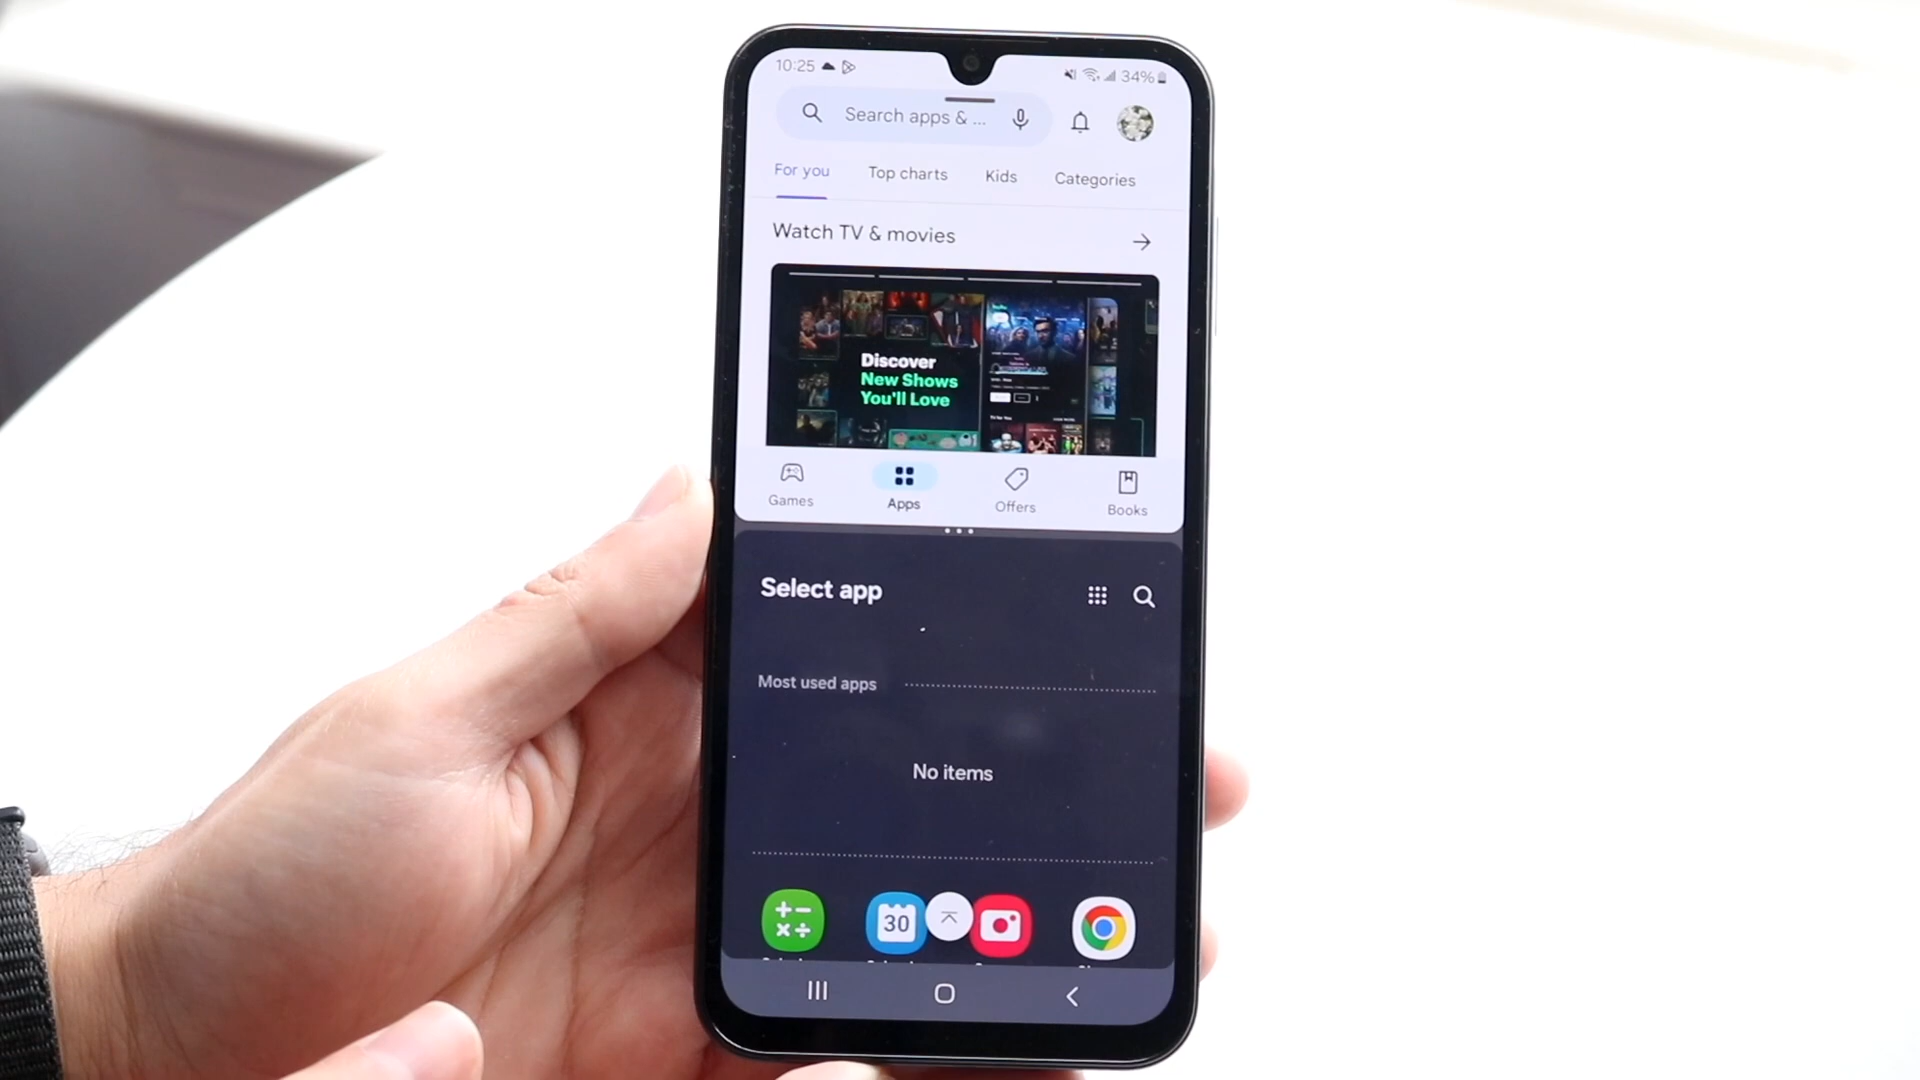 10:25
34%
Search apps & ...
For you Top charts Kids Categories
Watch TV & movies
Discover
New Shows
You'll Love
Games Apps Offers Books
Select app
Most used apps
No items
30